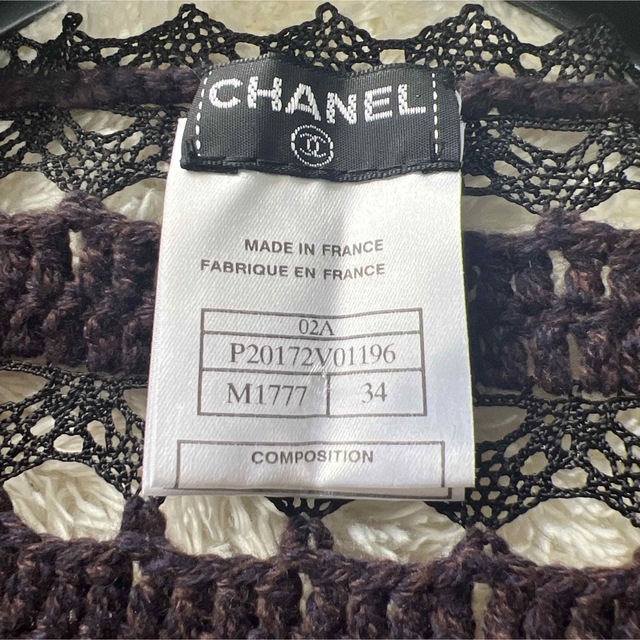 CHANEL
MADE IN FRANCE
FABRIQUE EN FRANCE
02A
P20172V01196
M1777 34
COMPOSITION